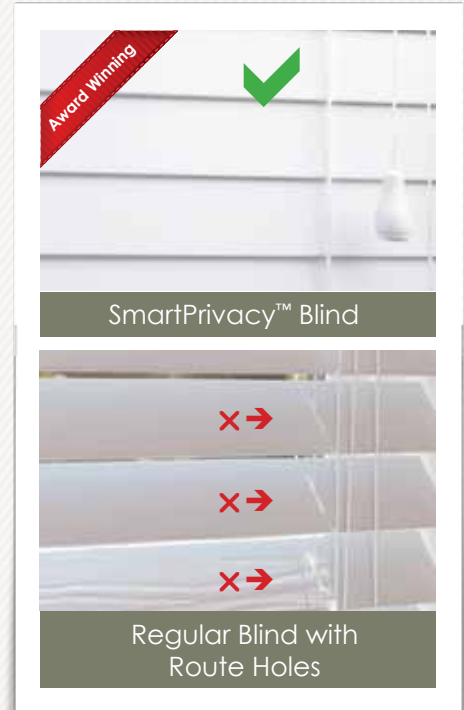 Award Winning
SmartPrivacy™ Blind
Regular Blind with
Route Holes